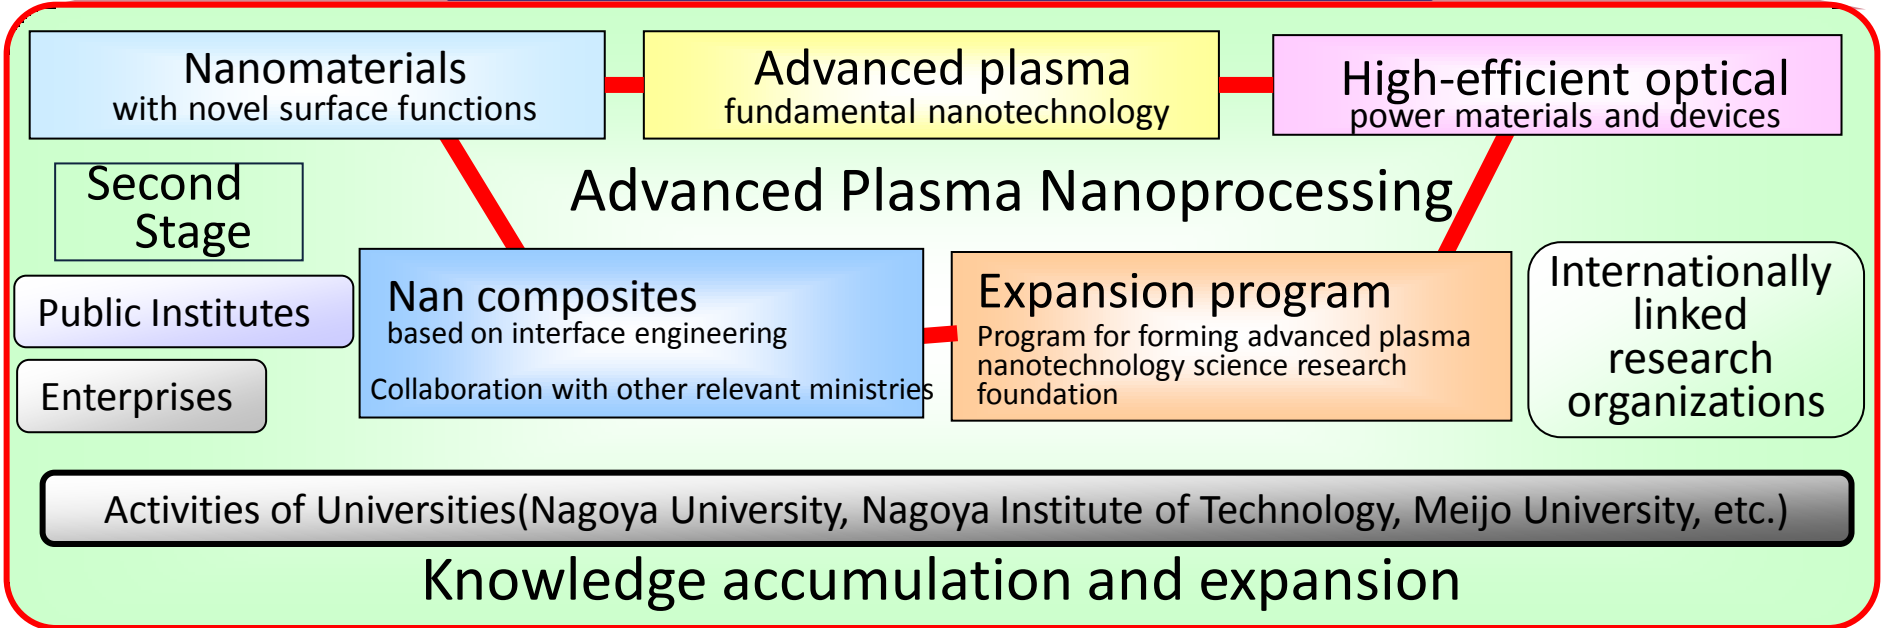 Nanomaterials
with novel surface functions
Advanced plasma
fundamental nanotechnology
High-efficient optical
power materials and devices
Second
Stage
Advanced Plasma Nanoprocessing
Public Institutes
Enterprises
Nan composites
based on interface engineering
Collaboration with other relevant ministries
Expansion program
Program for forming advanced plasma
nanotechnology science research
foundation
Internationally
linked
research
organizations
Activities of Universities(Nagoya University, Nagoya Institute of Technology, Meijo University, etc.)
Knowledge accumulation and expansion